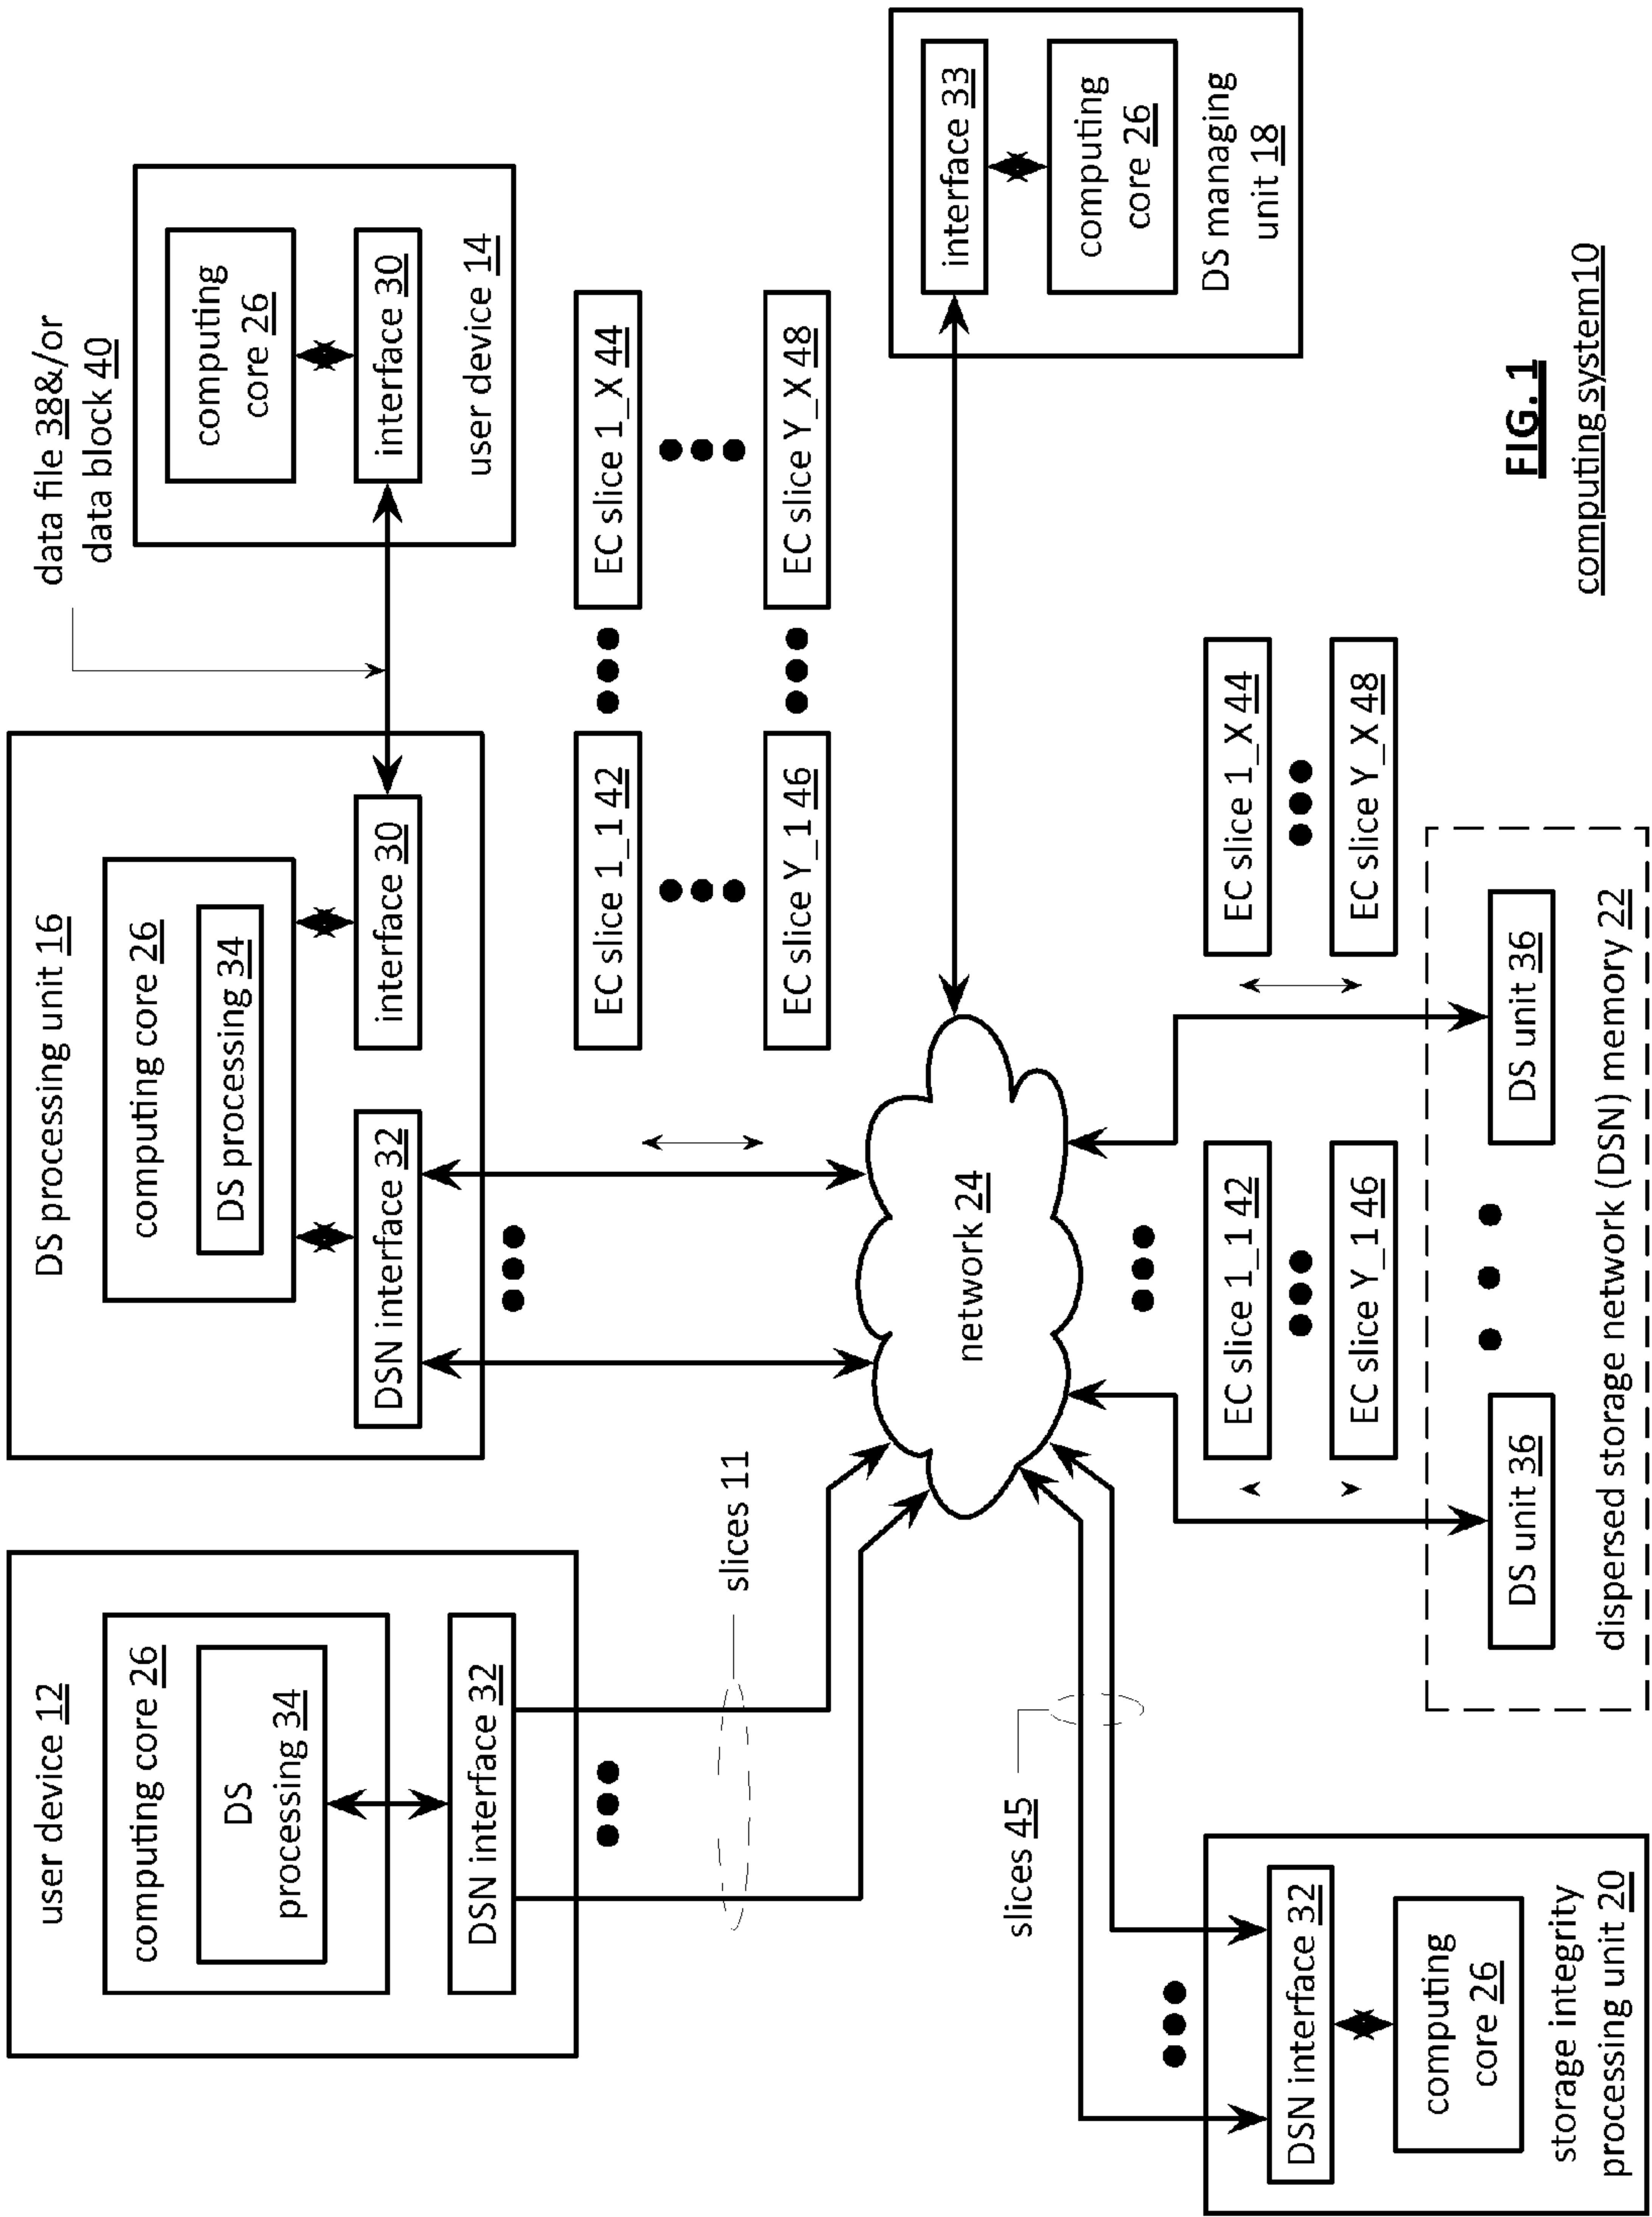 user device 12
computing core 26
DS
processing 34
DSN interface 32
slices 11
DS processing unit 16
computing core 26
DS processing 34
DSN interface 32
interface 30
data file 38&/or
data block 40
computing
core 26
interface 30
user device 14
EC slice 1_1 42
EC slice 1_X 44
EC slice Y_1 46
EC slice Y_X 48
network 24
interface 33
computing
core 26
DS managing
unit 18
slices 45
DSN interface 32
computing
core 26
storage integrity
processing unit 20
EC slice 1_1 42
EC slice Y_1 46
EC slice 1_X 44
EC slice Y_X 48
DS unit 36
DS unit 36
dispersed storage network (DSN) memory 22
FIG. 1
computing system10